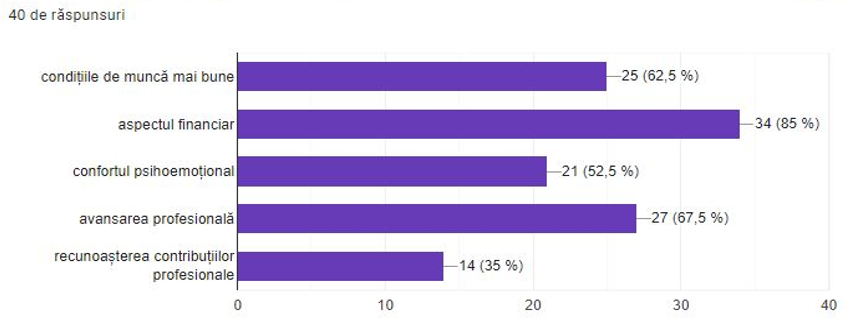 40 de răspunsuri
condițiile de muncă mai bune
25 (62,5 %)
aspectul financiar
34 (85 %)
confortul psihoemoțional
21 (52,5 %)
avansarea profesională
27 (67,5 %)
recunoașterea contribuțiilor
profesionale
14 (35 %)
0
10
20
30
40